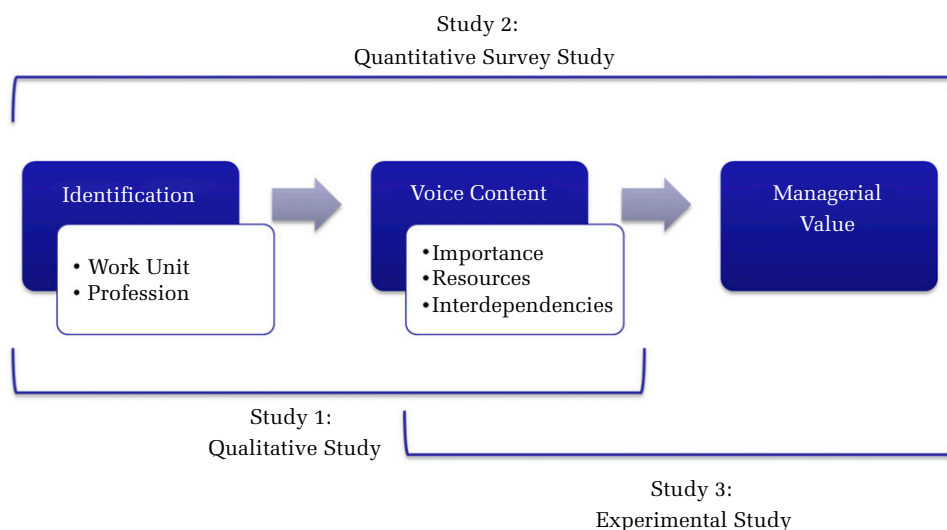 Study 2:
Quantitative Survey Study
Identification
• Work Unit
• Profession
Voice Content
•Importance
•Resources
•Interdependencies
Managerial
Value
Study 1:
Qualitative Study
Study 3:
Experimental Study